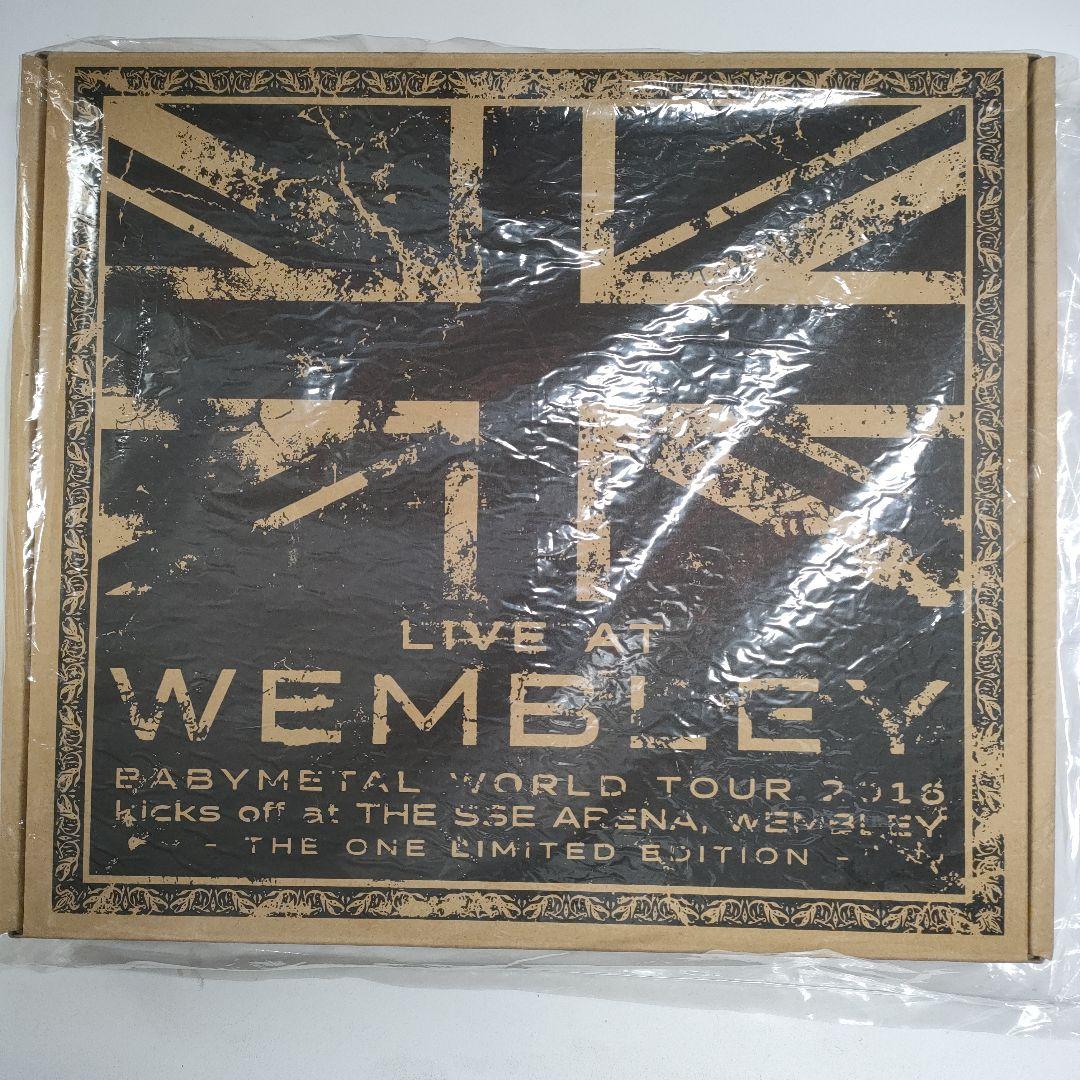 LIVE AT
WEMBLEY
BABYMETAL WORLD TOUR 2016
kicks off at THE SSE ARENA, WEMBLEY
- THE ONE LIMITED EDITION -